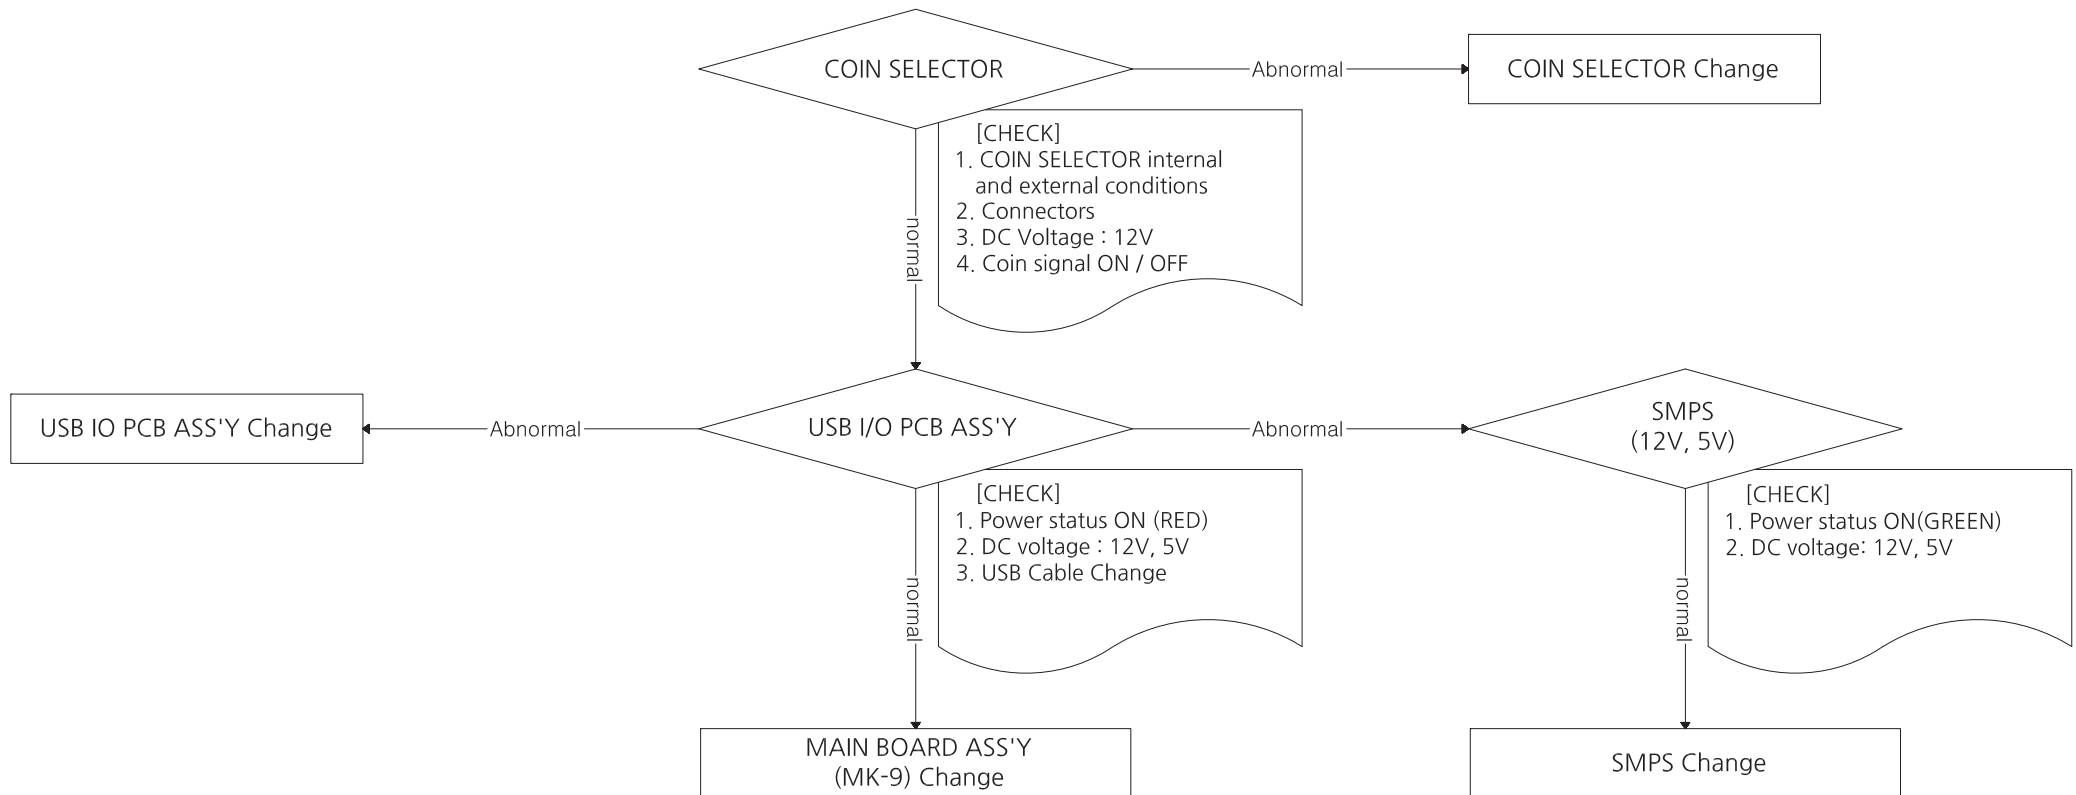 COIN SELECTOR
Abnormal
COIN SELECTOR Change
[CHECK]
1. COIN SELECTOR internal
and external conditions
2. Connectors
3. DC Voltage : 12V
4. Coin signal ON / OFF
normal
USB IO PCB ASS'Y Change
Abnormal
USB I/O PCB ASS'Y
Abnormal
SMPS
(12V, 5V)
[CHECK]
1. Power status ON (RED)
2. DC voltage : 12V, 5V
3. USB Cable Change
normal
[CHECK]
1. Power status ON(GREEN)
2. DC voltage: 12V, 5V
normal
MAIN BOARD ASS'Y
(MK-9) Change
SMPS Change